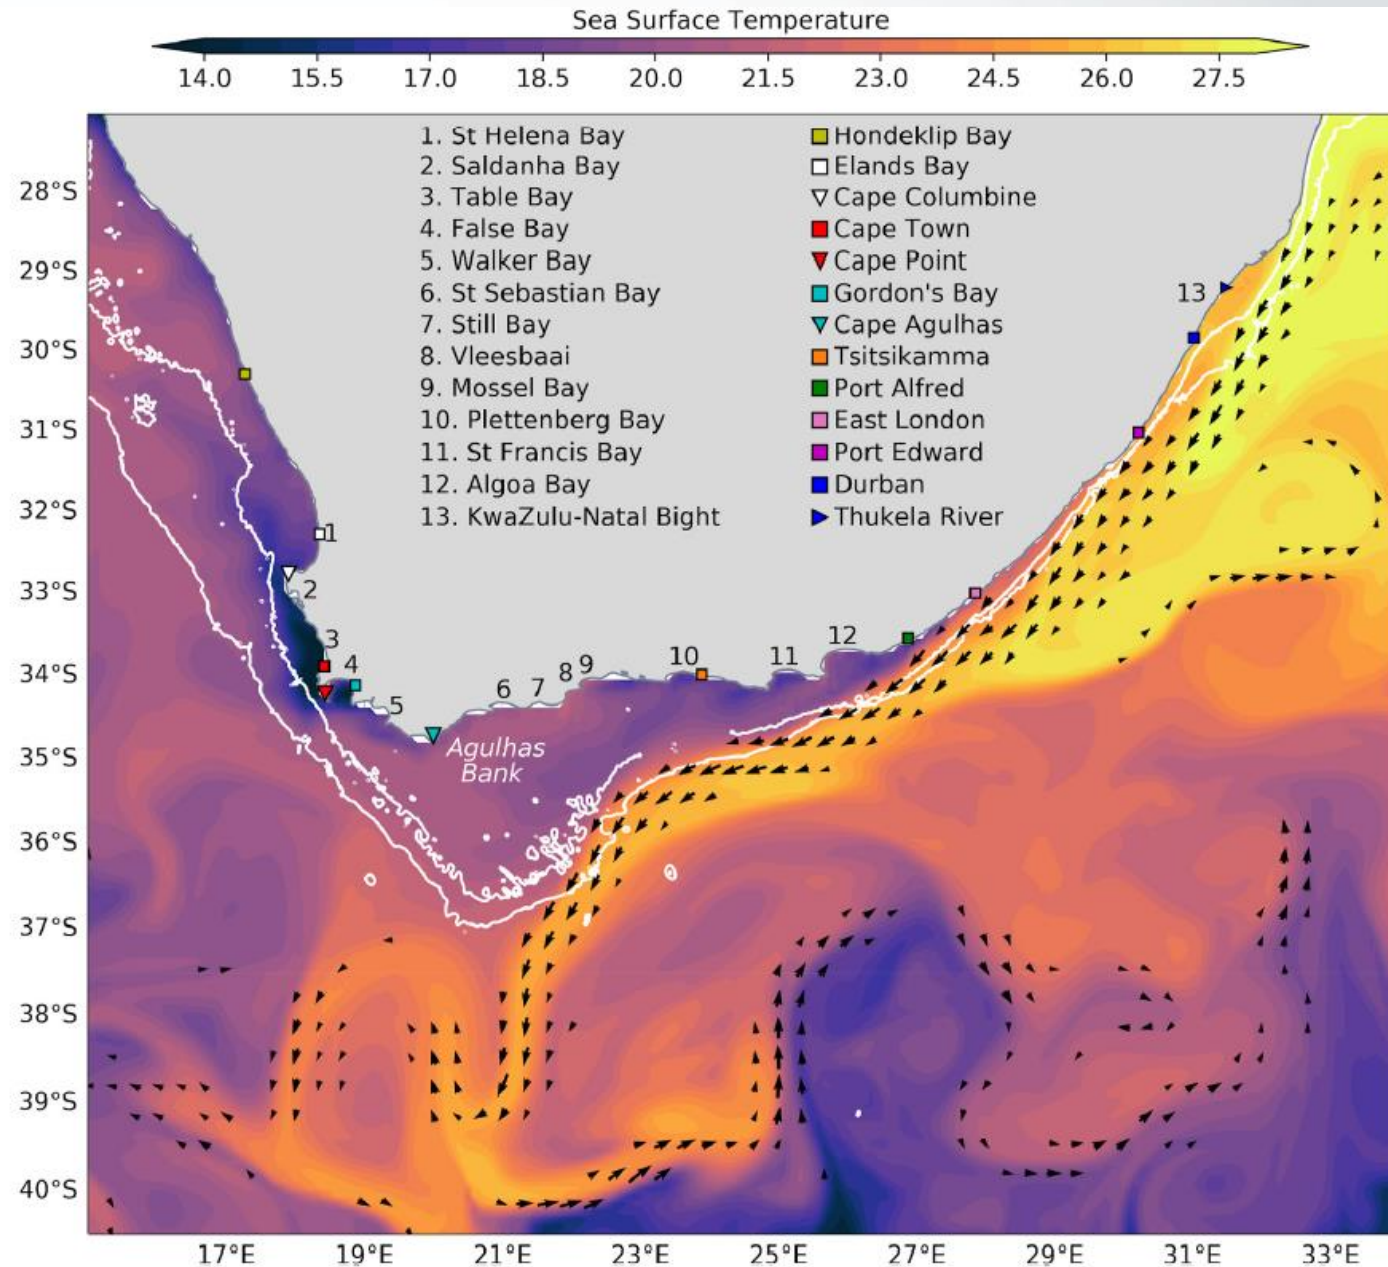 Sea Surface Temperature
14.0 15.5 17.0 18.5 20.0 21.5 23.0 24.5 26.0 27.5
1. St Helena Bay
2. Saldanha Bay
3. Table Bay
4. False Bay
5. Walker Bay
6. St Sebastian Bay
7. Still Bay
8. Vleesbaai
9. Mossel Bay
10. Plettenberg Bay
11. St Francis Bay
12. Algoa Bay
13. KwaZulu-Natal Bight
Hondeklip Bay
Elands Bay
Cape Columbine
Cape Town
Cape Point
Gordon's Bay
Cape Agulhas
Tsitsikamma
Port Alfred
East London
Port Edward
Durban
Thukela River
28°S
29°S
30°S
31°S
32°S
33°S
34°S
35°S
36°S
37°S
38°S
39°S
40°S
13
1
2
3
4
5
6
7
8
9
10
11
12
Agulhas
Bank
17°E 19°E 21°E 23°E 25°E 27°E 29°E 31°E 33°E